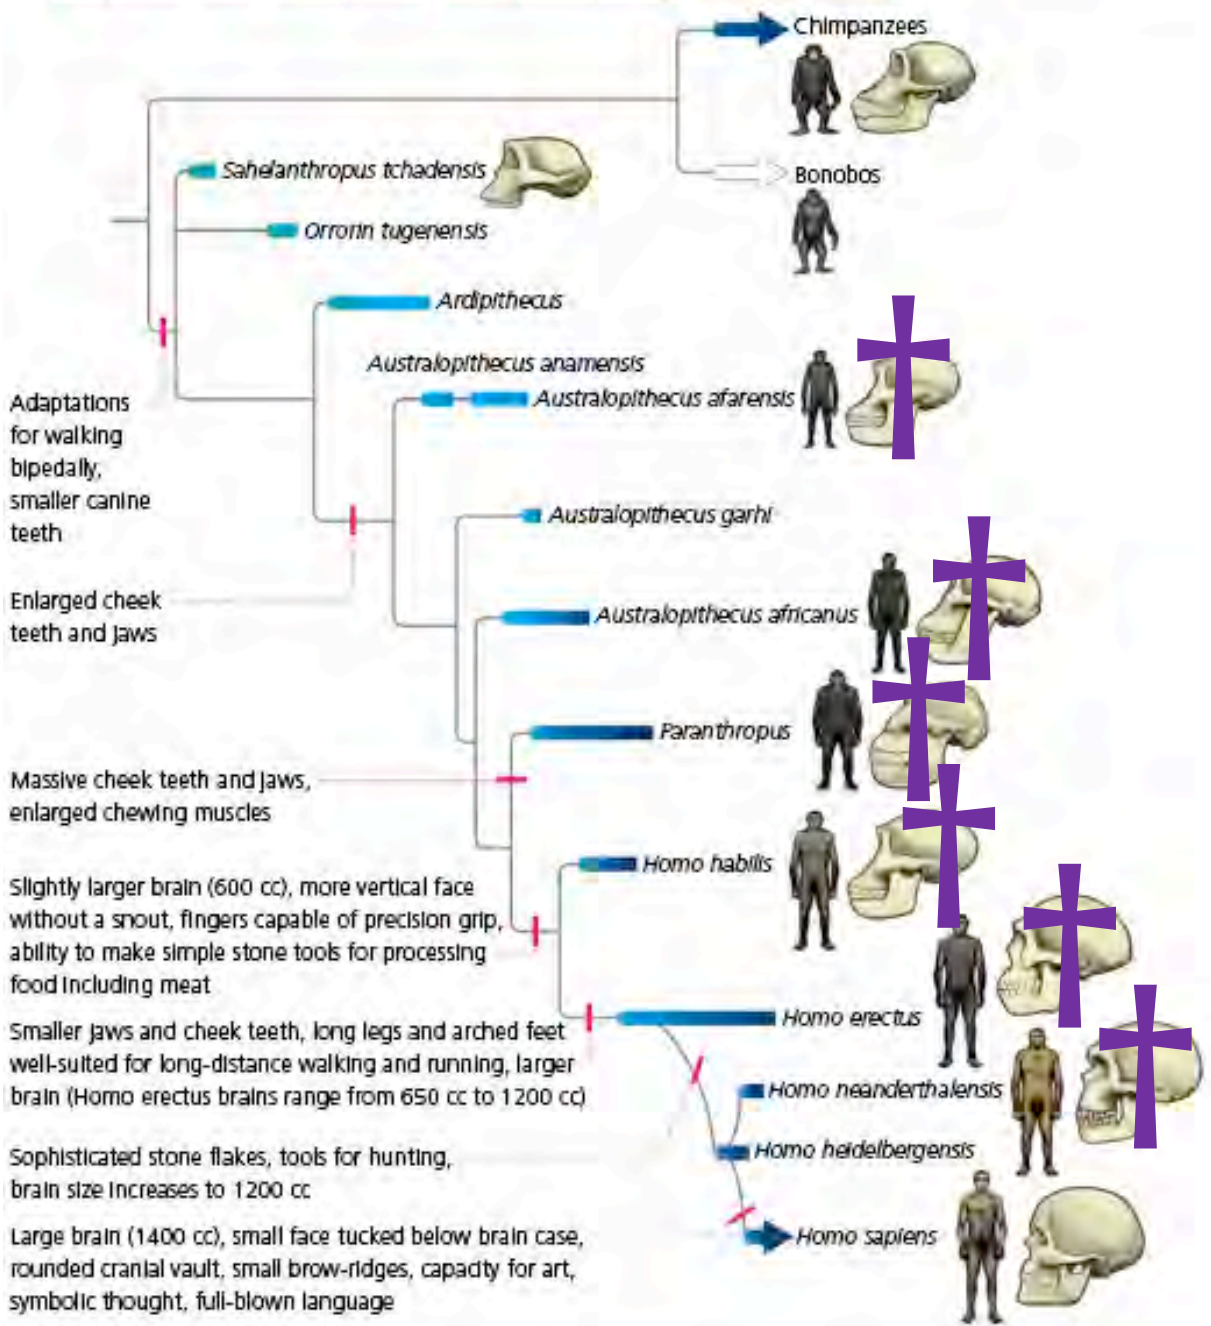 Chimpanzees
Sahelanthropus tchadensis
Bonobos
Orrorin tugenensis
Ardipithecus
Australopithecus anamensis
Australopithecus afarensis
Adaptations
for walking
bipedally,
smaller canine
teeth
Australopithecus garhi
Enlarged cheek
teeth and jaws
Australopithecus africanus
Paranthropus
Massive cheek teeth and jaws,
enlarged chewing muscles
Homo habilis
Slightly larger brain (600 cc), more vertical face
without a snout, fingers capable of precision grip,
ability to make simple stone tools for processing
food including meat
Homo erectus
Smaller jaws and cheek teeth, long legs and arched feet
well-suited for long-distance walking and running, larger
brain (Homo erectus brains range from 650 cc to 1200 cc)
Homo neanderthalensis
Homo heidelbergensis
Sophisticated stone flakes, tools for hunting,
brain size increases to 1200 cc
Homo sapiens
Large brain (1400 cc), small face tucked below brain case,
rounded cranial vault, small brow-ridges, capacity for art,
symbolic thought, full-blown language